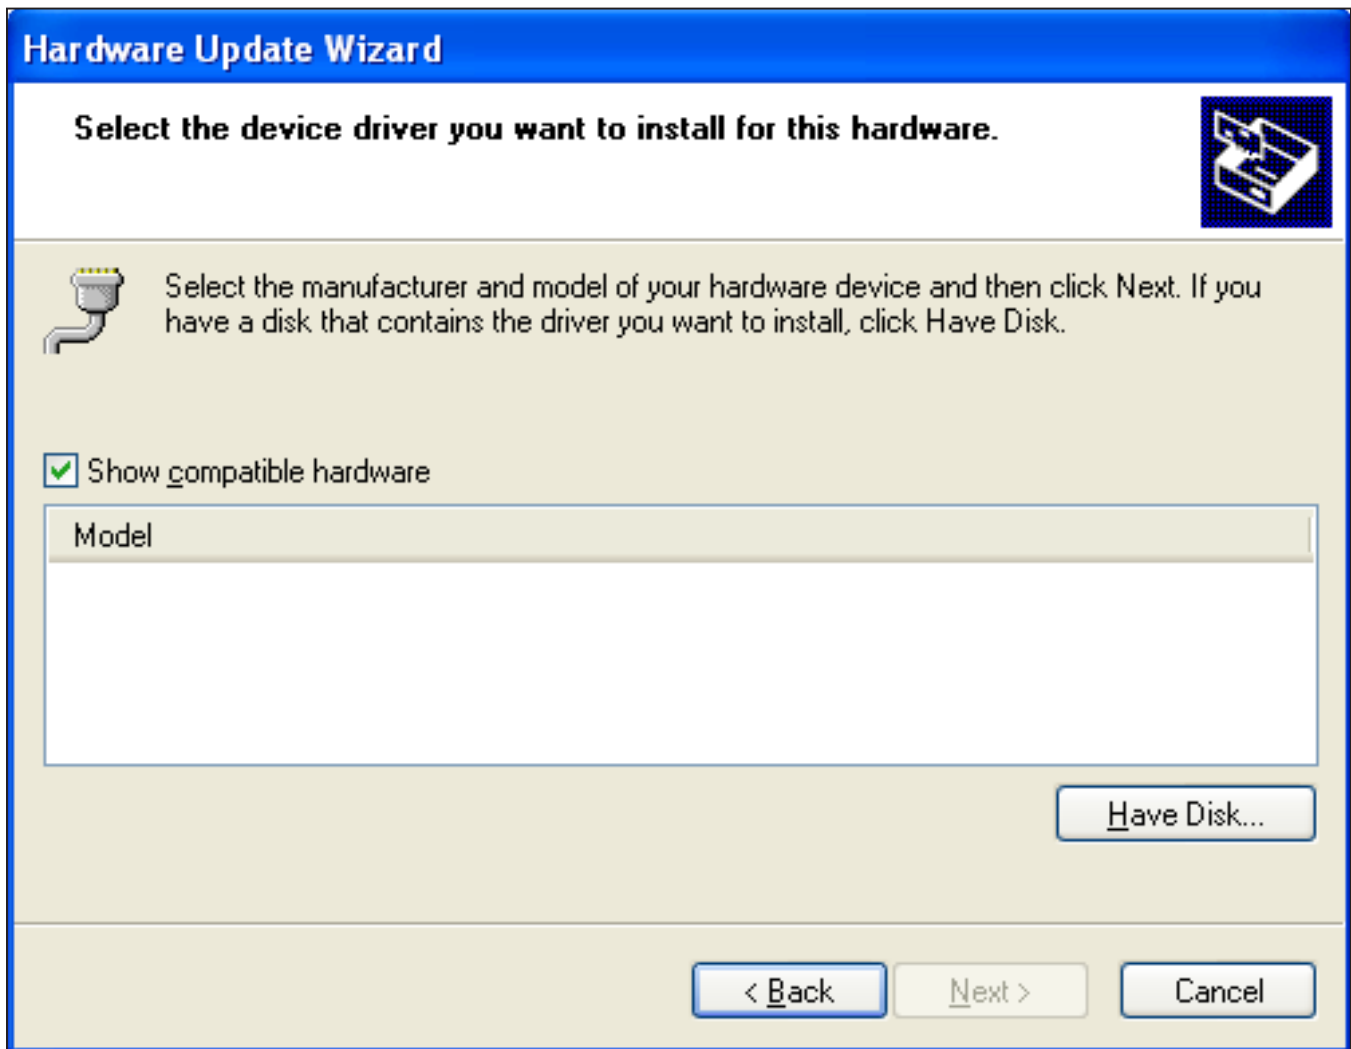 Hardware Update Wizard
Select the device driver you want to install for this hardware.
Select the manufacturer and model of your hardware device and then click Next. If you
have a disk that contains the driver you want to install, click Have Disk.
Show compatible hardware
Model
Have Disk...
< Back
Next >
Cancel